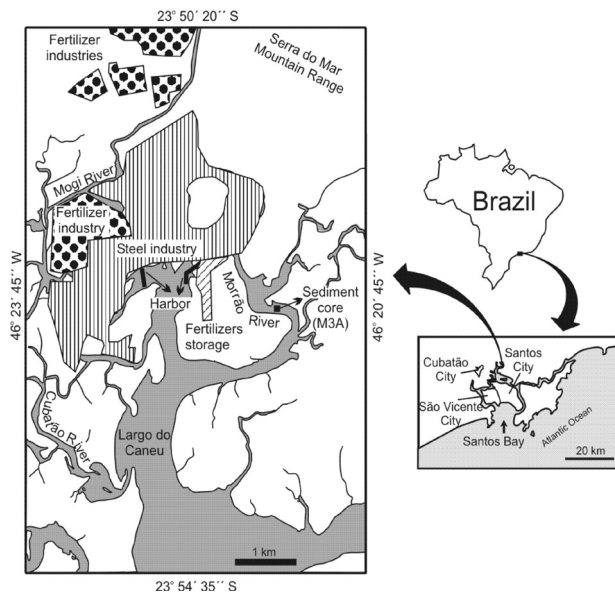 23° 50´ 20´´ S
Fertilizer
industries
Serra do Mar
Mountain Range
Mogi River
Fertilizer
industry
Steel industry
Harbor
Fertilizers
storage
Morrão
River
Sediment
core
(M3A)
46° 23´ 45´´ W
46° 20´ 45´´ W
Cubatão River
Largo do
Caneu
1 km
23° 54´ 35´´ S
Brazil
Cubatão
City
Santos
City
São Vicente
City
Santos Bay
Atlantic Ocean
20 km